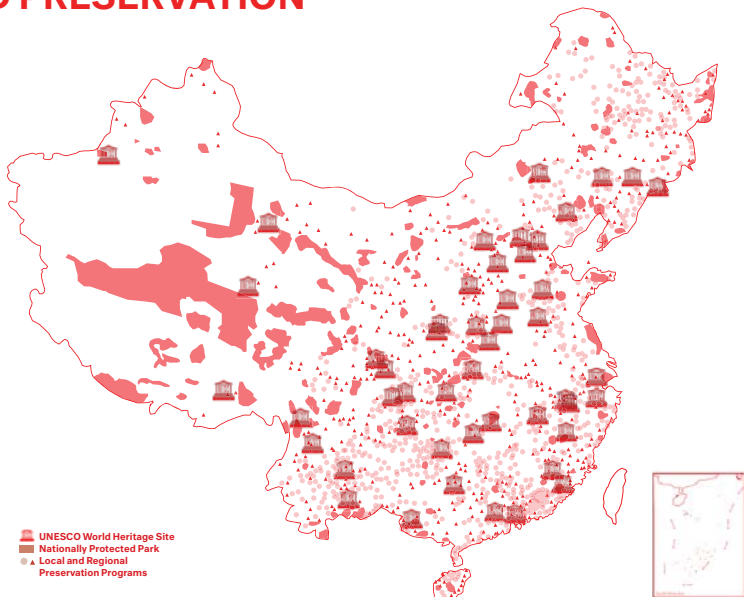 PRESERVATION
UNESCO World Heritage Site
Nationally Protected Park
Local and Regional
Preservation Programs